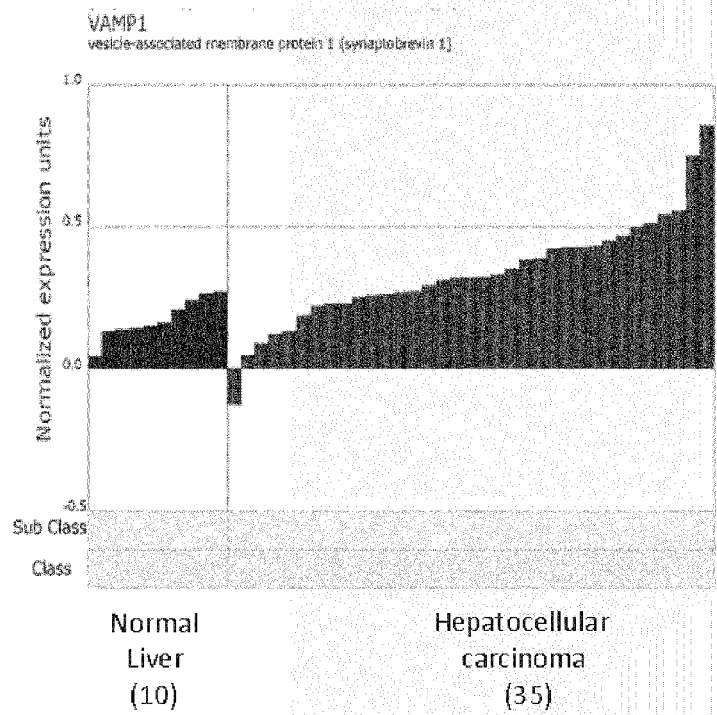 VAMP1
vesicle-associated membrane protein 1 (synaptobrevin 1)
1.0
Normalized expression units
0.5
0.0
-0.5
Sub Class
Class
Normal
Liver
(10)
Hepatocellular
carcinoma
(35)